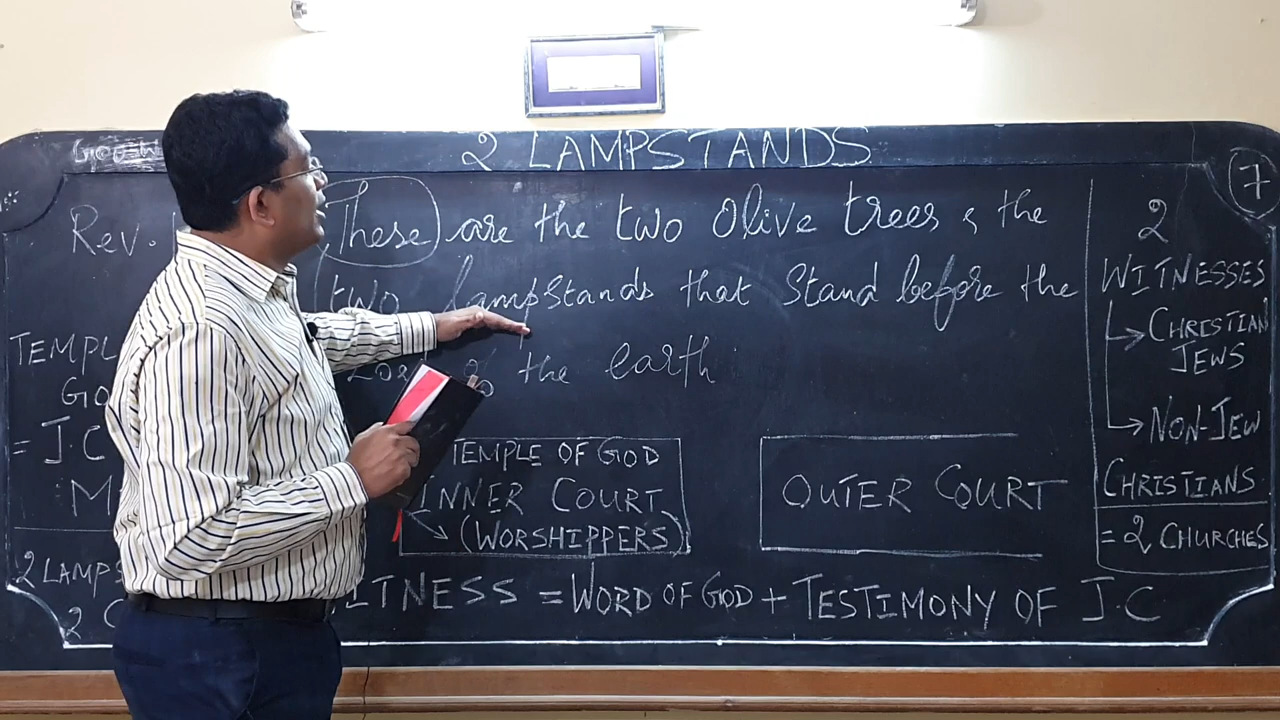 2 LAMPSTANDS
7
Rev.
These are the two Olive trees & the
two lampstands that stand before the
the earth
TEMPL
GO
= J.C
M
TEMPLE OF GOD
INNER COURT
(WORSHIPPERS)
OUTER COURT
2
WITNESSES
CHRISTIAN
JEWS
NON-JEW
CHRISTIANS
= 2 CHURCHES
2 LAMPS
2 C
ITNESS = WORD OF GOD + TESTIMONY OF J.C